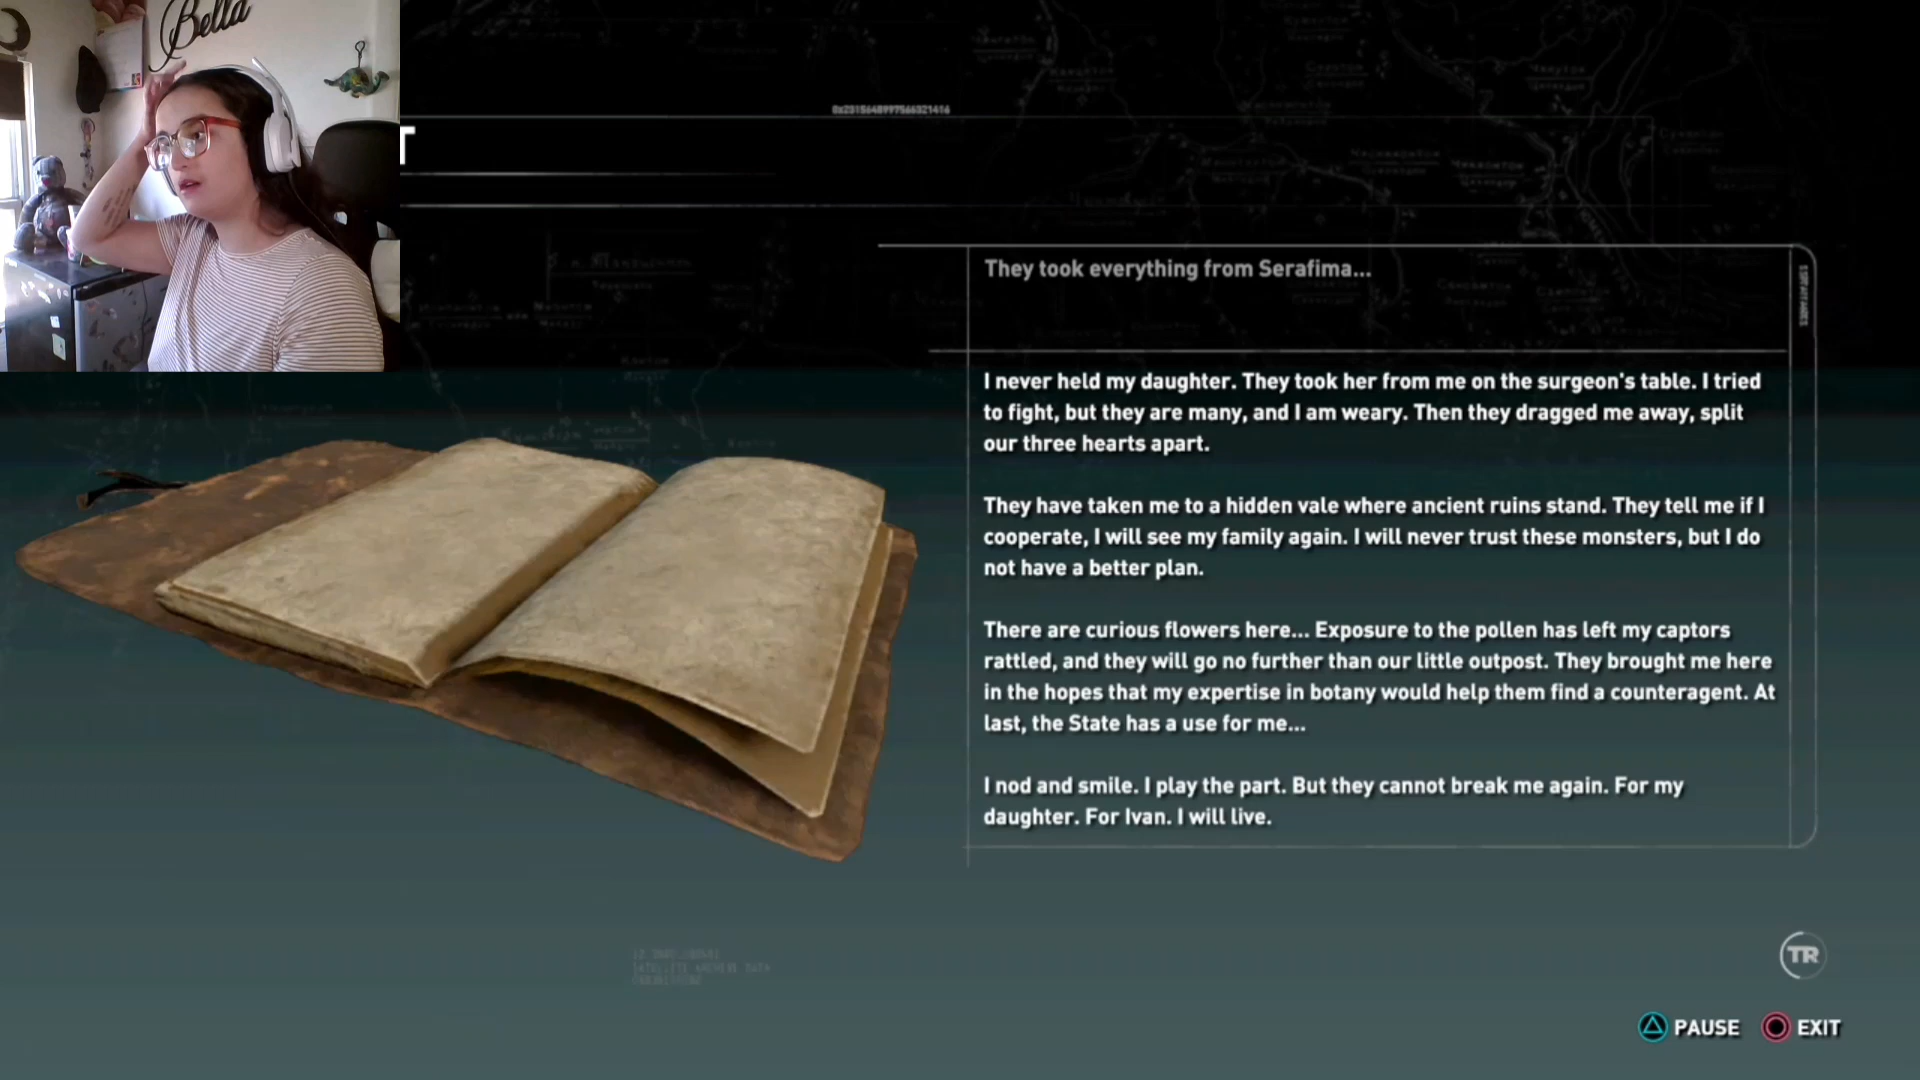 Bella
0x2315648997566321416
T
They took everything from Serafima...
I never held my daughter. They took her from me on the surgeon's table. I tried
to fight, but they are many, and I am weary. Then they dragged me away, split
our three hearts apart.
They have taken me to a hidden vale where ancient ruins stand. They tell me if I
cooperate, I will see my family again. I will never trust these monsters, but I do
not have a better plan.
There are curious flowers here... Exposure to the pollen has left my captors
rattled, and they will go no further than our little outpost. They brought me here
in the hopes that my expertise in botany would help them find a counteragent. At
last, the State has a use for me...
I nod and smile. I play the part. But they cannot break me again. For my
daughter. For Ivan. I will live.
TR
PAUSE EXIT